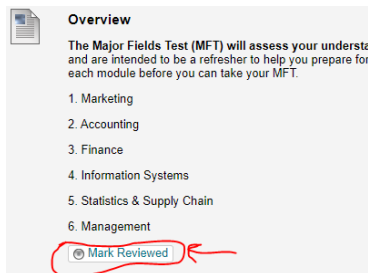 Overview
The Major Fields Test (MFT) will assess your understa
and are intended to be a refresher to help you prepare for
each module before you can take your MFT.
1. Marketing
2. Accounting
3. Finance
4. Information Systems
5. Statistics & Supply Chain
6. Management
Mark Reviewed